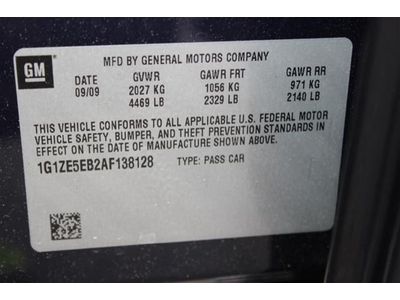 GM
MFD BY GENERAL MOTORS COMPANY
DATE GVWR GAWR FRT GAWR RR
09/09 2027 KG 1056 KG 971 KG
4469 LB 2329 LB 2140 LB
THIS VEHICLE CONFORMS TO ALL APPLICABLE U.S. FEDERAL MOTOR
VEHICLE SAFETY, BUMPER, AND THEFT PREVENTION STANDARDS IN
EFFECT ON THE DATE OF MANUFACTURE SHOWN ABOVE.
1G1ZE5EB2AF138128 TYPE: PASS CAR